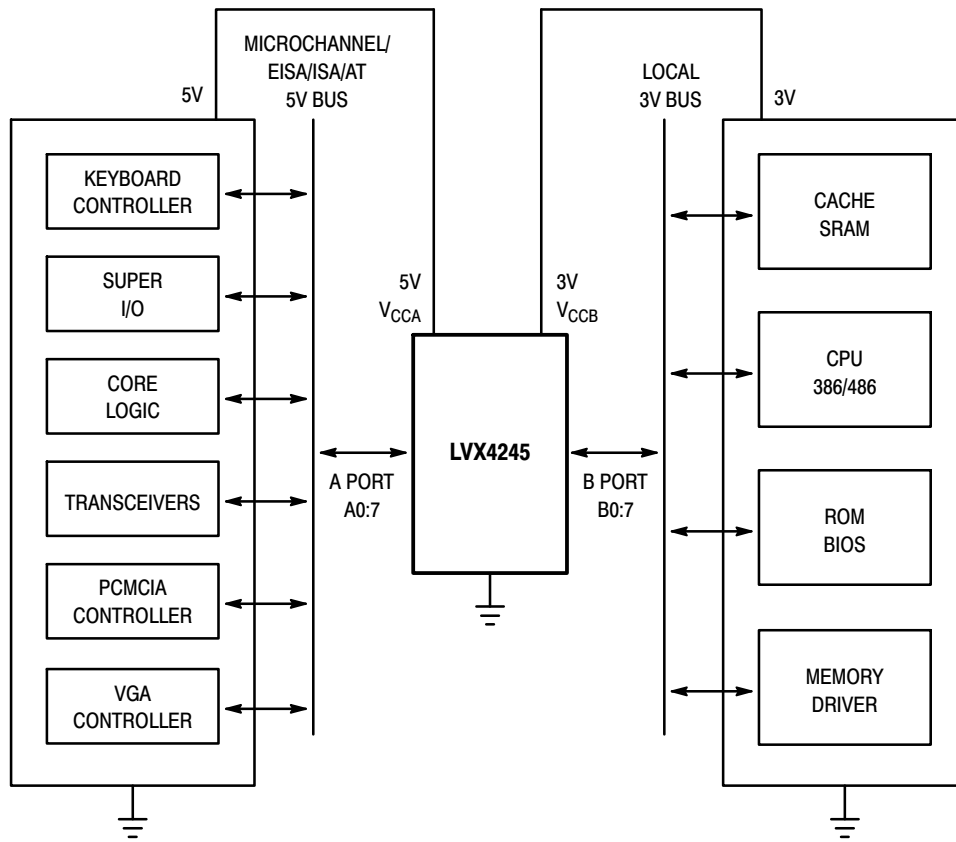 MICROCHANNEL/
EISA/ISA/AT
5V BUS
5V
LOCAL
3V BUS
3V
KEYBOARD
CONTROLLER
SUPER
I/O
CORE
LOGIC
TRANSCEIVERS
PCMCIA
CONTROLLER
VGA
CONTROLLER
5V
VCCA
3V
VCCB
LVX4245
A PORT
A0:7
B PORT
B0:7
CACHE
SRAM
CPU
386/486
ROM
BIOS
MEMORY
DRIVER